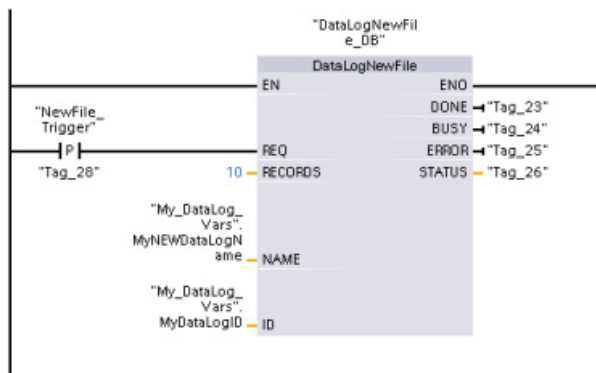 "DataLogNewFil
e_DB"
DataLogNewFile
EN ENO
DONE "Tag_23"
"NewFile_
Trigger"
BUSY "Tag_24"
P REQ ERROR "Tag_25"
"Tag_28" 10 RECORDS STATUS "Tag_26"
"My_DataLog_
Vars".
MyNEWDataLogN
ame NAME
"My_DataLog_
Vars".
MyDataLogID ID